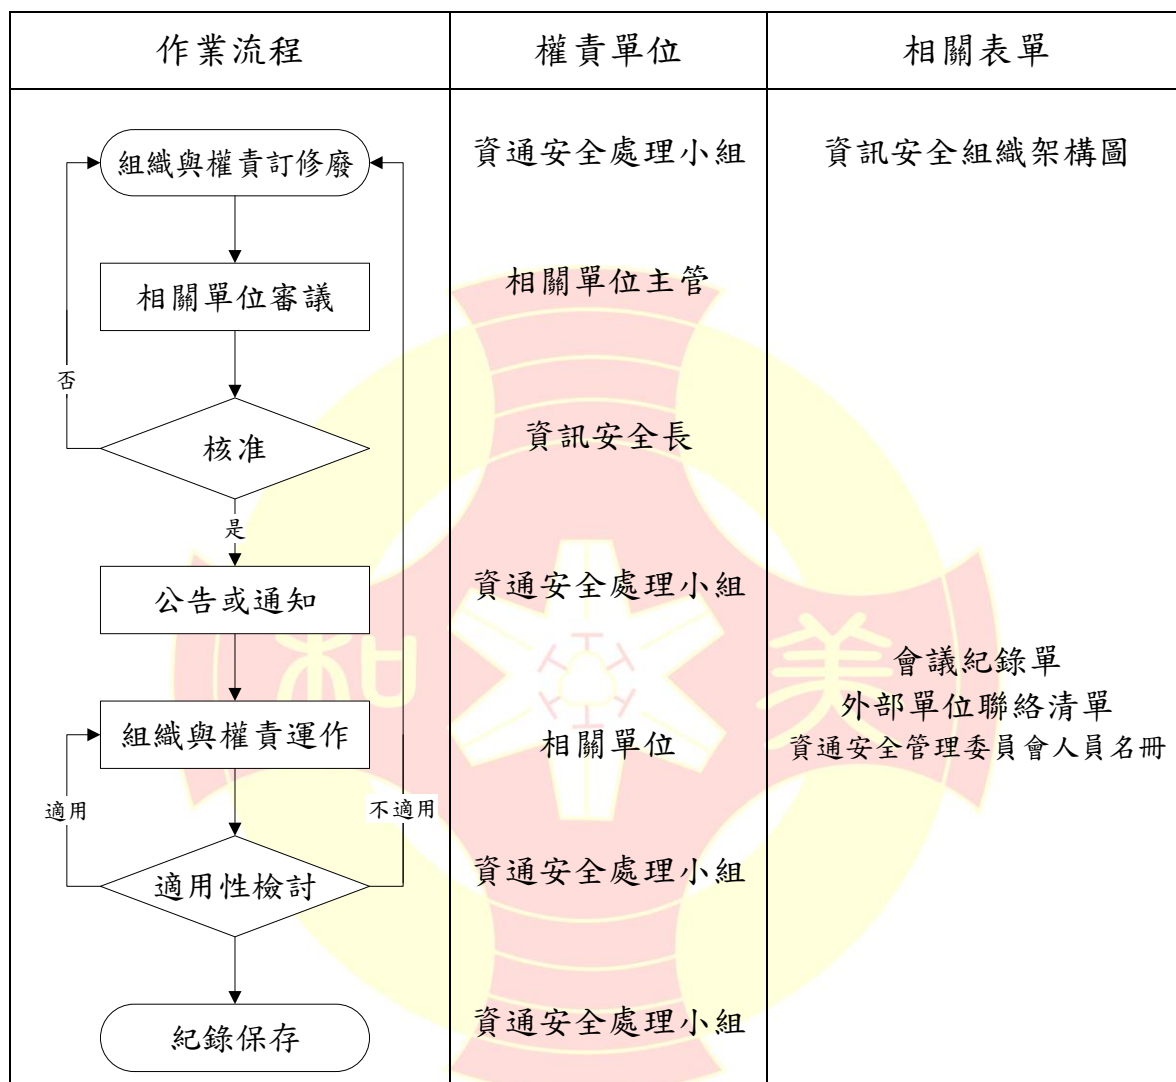 作業流程 權責單位 相關表單
組織與權責訂修廢 資通安全處理小組 資訊安全組織架構圖
相關單位審議 相關單位主管
否
核准 資訊安全長
是
公告或通知 資通安全處理小組
和 美
會議紀錄單
外部單位聯絡清單
組織與權責運作 相關單位 資通安全管理委員會人員名冊
適用 不適用
適用性檢討 資通安全處理小組
紀錄保存 資通安全處理小組